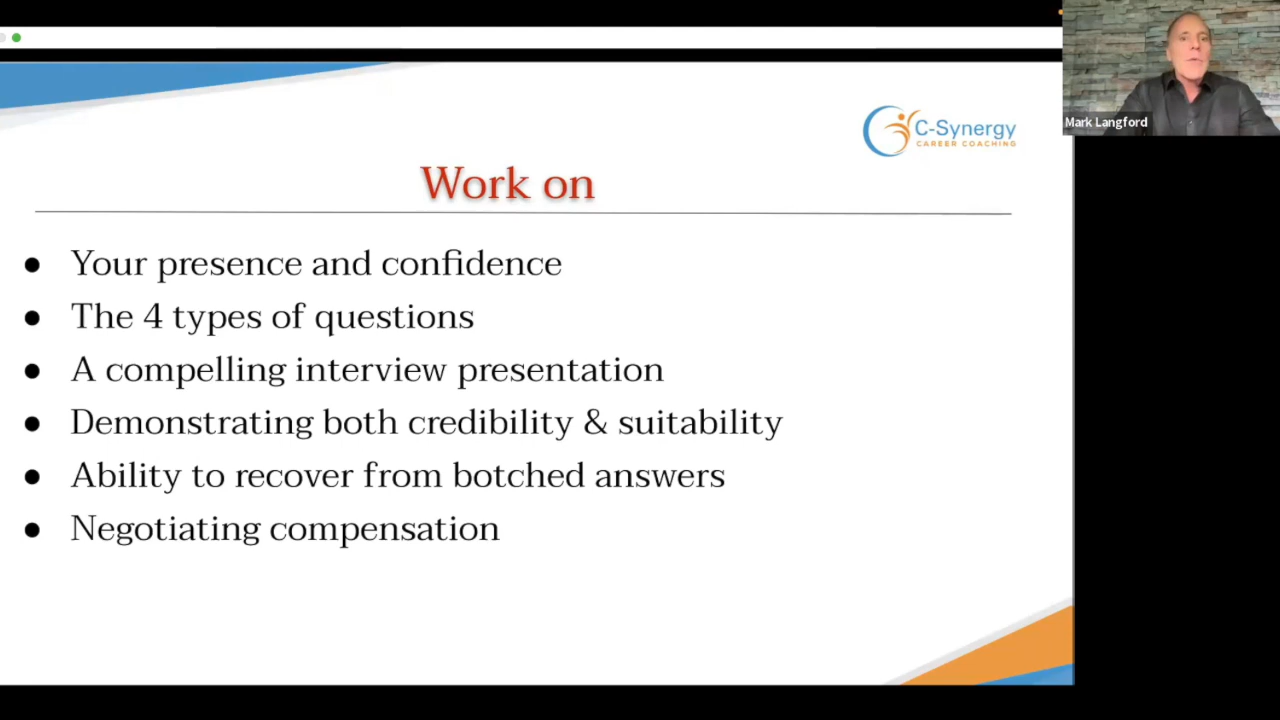 Mark Langford
C-Synergy
CAREER COACHING
Work on
● Your presence and confidence
● The 4 types of questions
● A compelling interview presentation
● Demonstrating both credibility & suitability
● Ability to recover from botched answers
● Negotiating compensation